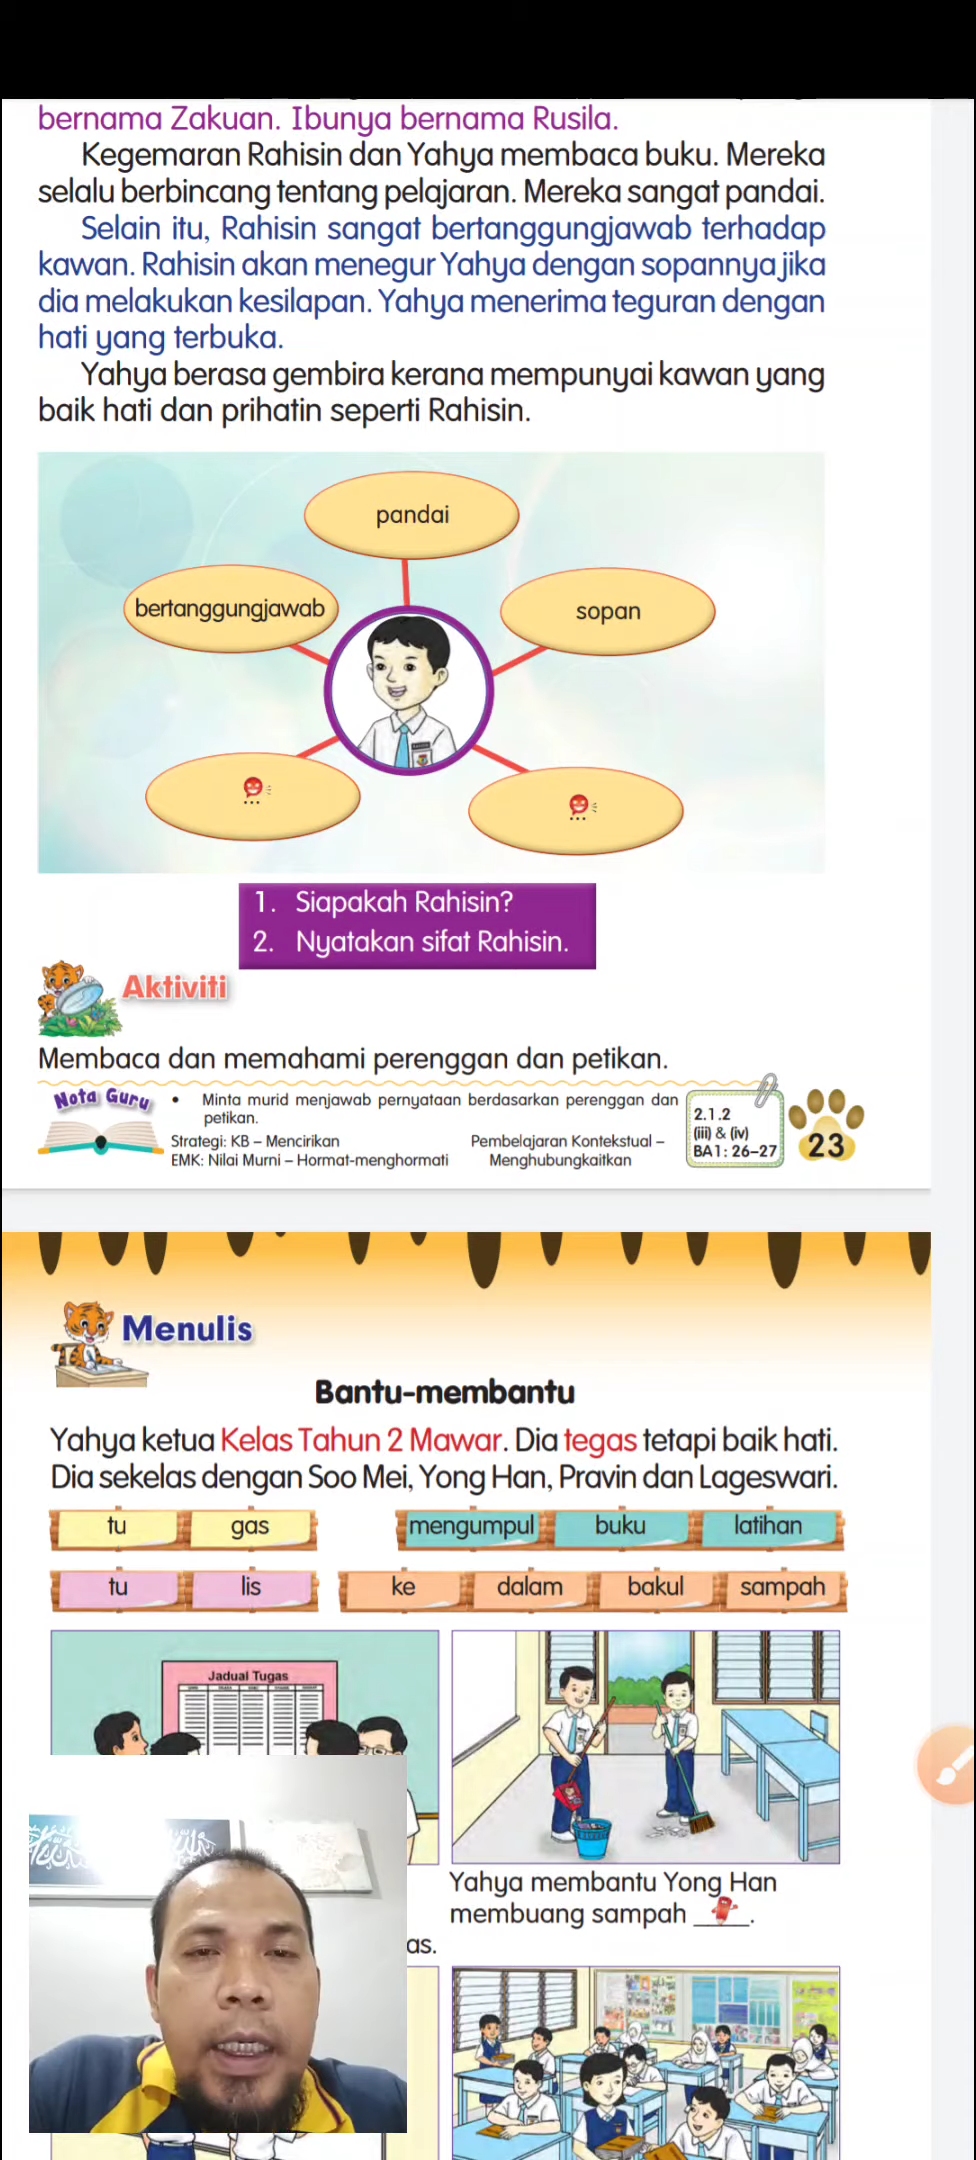 bernama Zakuan. Ibunya bernama Rusila.
Kegemaran Rahisin dan Yahya membaca buku. Mereka
selalu berbincang tentang pelajaran. Mereka sangat pandai.
Selain itu, Rahisin sangat bertanggungjawab terhadap
kawan. Rahisin akan menegur Yahya dengan sopannya jika
dia melakukan kesilapan. Yahya menerima teguran dengan
hati yang terbuka.
Yahya berasa gembira kerana mempunyai kawan yang
baik hati dan prihatin seperti Rahisin.
pandai
bertanggungjawab
sopan
...
...
1. Siapakah Rahisin?
2. Nyatakan sifat Rahisin.
Aktiviti
Membaca dan memahami perenggan dan petikan.
Nota Guru
• Minta murid menjawab pernyataan berdasarkan perenggan dan
petikan.
Strategi: KB – Mencirikan
EMK: Nilai Murni – Hormat-menghormati
Pembelajaran Kontekstual –
Menghubungkaitkan
2.1.2
(iii) & (iv)
BA1: 26–27
23
Menulis
Bantu-membantu
Yahya ketua Kelas Tahun 2 Mawar. Dia tegas tetapi baik hati.
Dia sekelas dengan Soo Mei, Yong Han, Pravin dan Lageswari.
tu gas
mengumpul buku latihan
tu lis
ke dalam bakul sampah
Jadual Tugas
Yahya membantu Yong Han
membuang sampah ____.
as.